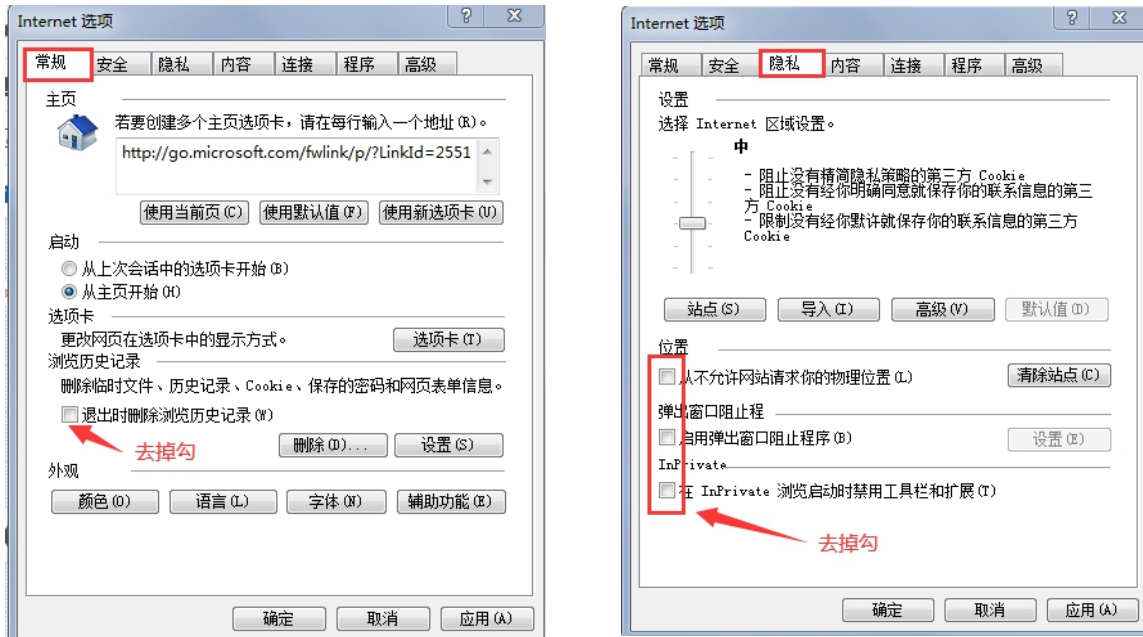 Internet 选项
常规 安全 隐私 内容 连接 程序 高级
主页
若要创建多个主页选项卡，请在每行输入一个地址(R)。
http://go.microsoft.com/fwlink/p/?LinkId=2551
使用当前页(C) 使用默认值(F) 使用新选项卡(U)
启动
从上次会话中的选项卡开始(B)
从主页开始(H)
选项卡
更改网页在选项卡中的显示方式。 选项卡(T)
浏览历史记录
删除临时文件、历史记录、Cookie、保存的密码和网页表单信息。
退出时删除浏览历史记录(W)
去掉勾
删除(D)... 设置(S)
外观
颜色(O) 语言(L) 字体(N) 辅助功能(E)
确定 取消 应用(A)
Internet 选项
常规 安全 隐私 内容 连接 程序 高级
设置
选择 Internet 区域设置。
中
- 阻止没有精简隐私策略的第三方 Cookie
- 阻止没有经你明确同意就保存你的联系信息的第三
方 Cookie
- 限制没有经你默许就保存你的联系信息的第三方
Cookie
站点(S) 导入(I) 高级(V) 默认值(D)
位置
从不允许网站请求你的物理位置(L) 清除站点(C)
弹出窗口阻止程
启用弹出窗口阻止程序(B) 设置(E)
InPrivate
在 InPrivate 浏览启动时禁用工具栏和扩展(T)
去掉勾
确定 取消 应用(A)